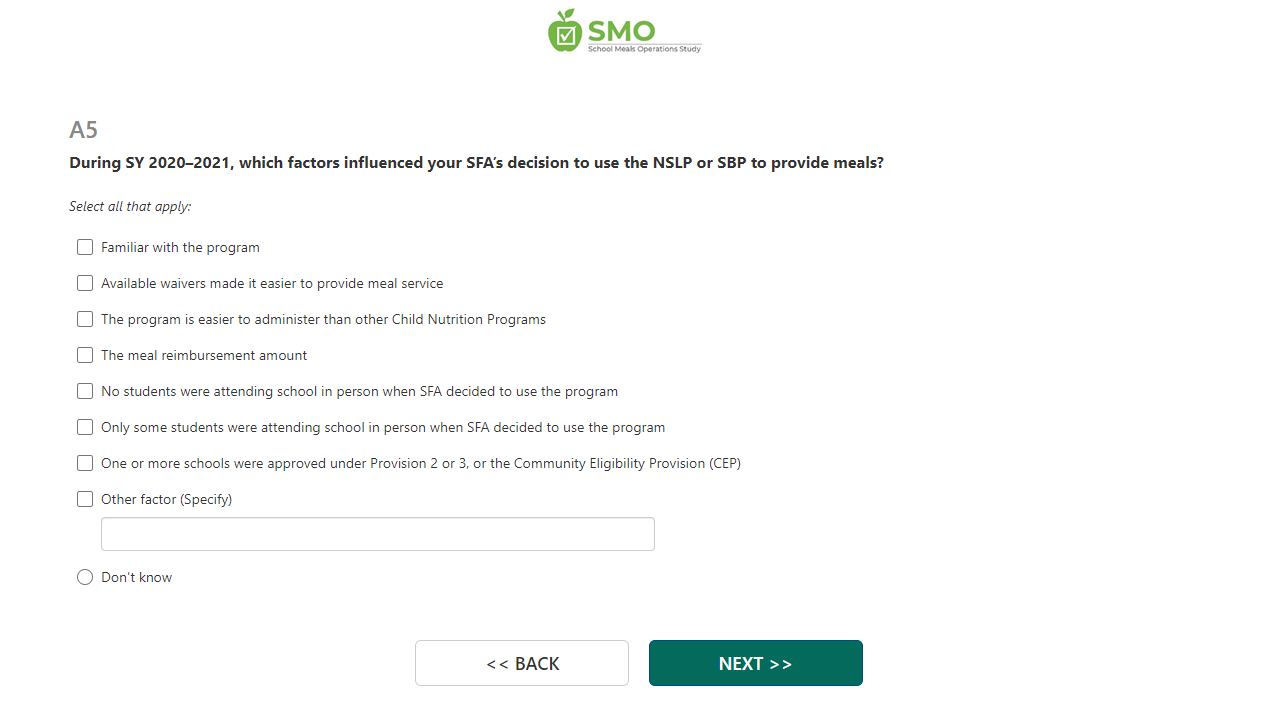 SMO
School Meals Operations Study
A5
During SY 2020–2021, which factors influenced your SFA's decision to use the NSLP or SBP to provide meals?
Select all that apply:
Familiar with the program
Available waivers made it easier to provide meal service
The program is easier to administer than other Child Nutrition Programs
The meal reimbursement amount
No students were attending school in person when SFA decided to use the program
Only some students were attending school in person when SFA decided to use the program
One or more schools were approved under Provision 2 or 3, or the Community Eligibility Provision (CEP)
Other factor (Specify)
Don't know
<< BACK
NEXT >>